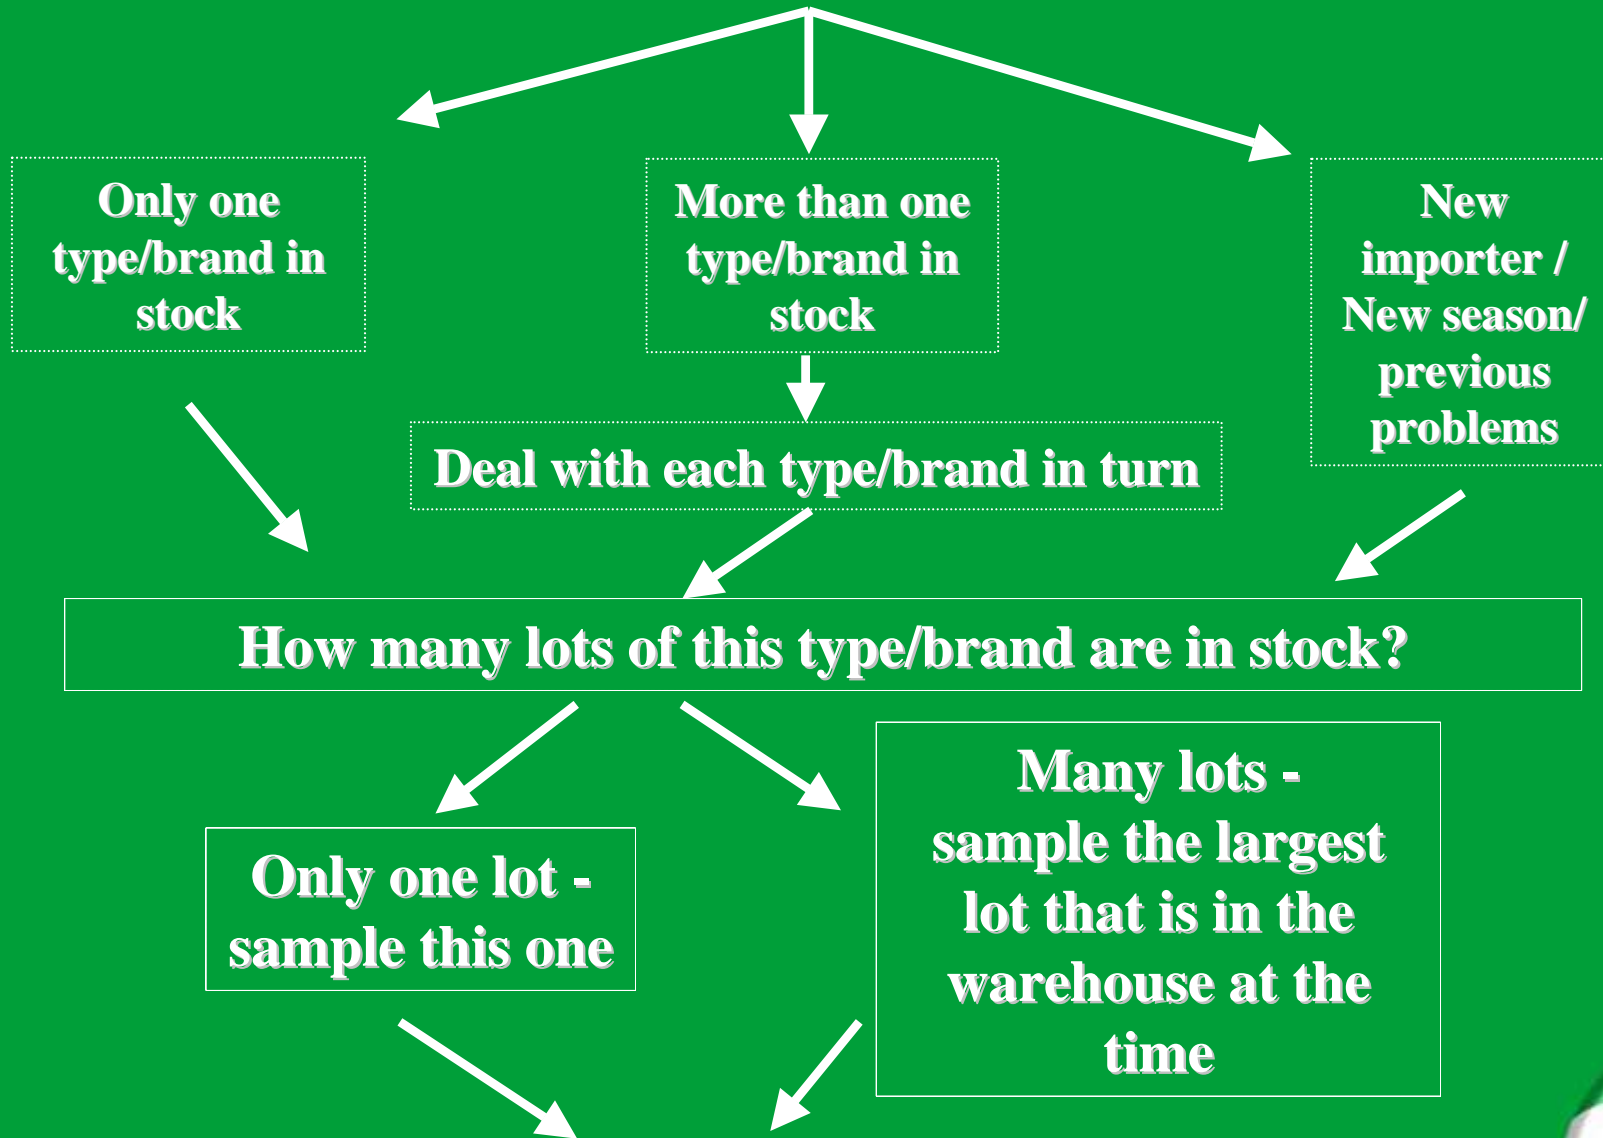 Only one
type/brand in
stock
More than one
type/brand in
stock
New
importer /
New season/
previous
problems
Deal with each type/brand in turn
How many lots of this type/brand are in stock?
Only one lot -
sample this one
Many lots -
sample the largest
lot that is in the
warehouse at the
time